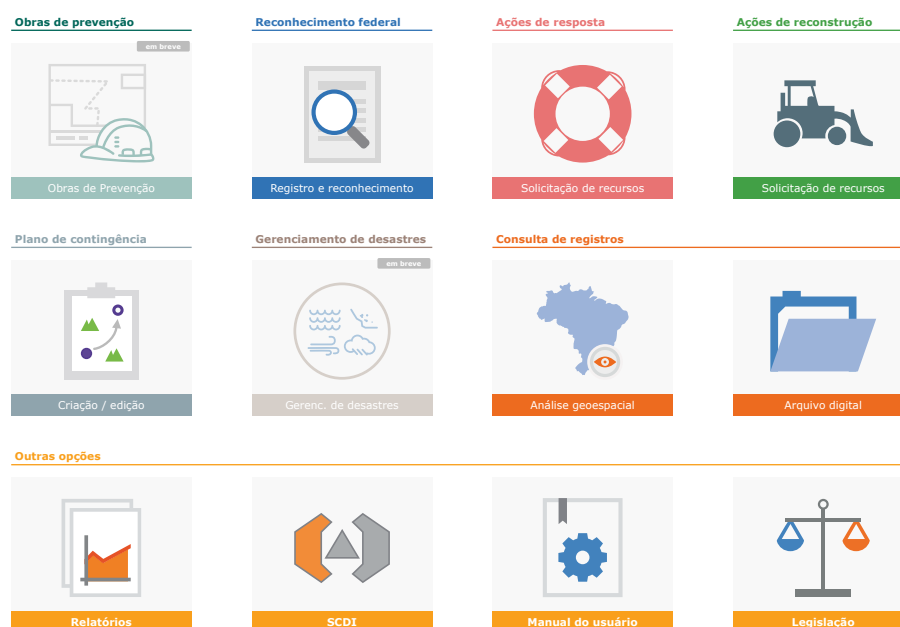 Obras de prevenção
Reconhecimento federal
Ações de resposta
Ações de reconstrução
em breve
Obras de Prevenção
Registro e reconhecimento
Solicitação de recursos
Solicitação de recursos
Plano de contingência
Gerenciamento de desastres
Consulta de registros
em breve
Criação / edição
Gerenc. de desastres
Análise geoespacial
Arquivo digital
Outras opções
Relatórios
SCDI
Manual do usuário
Legislação